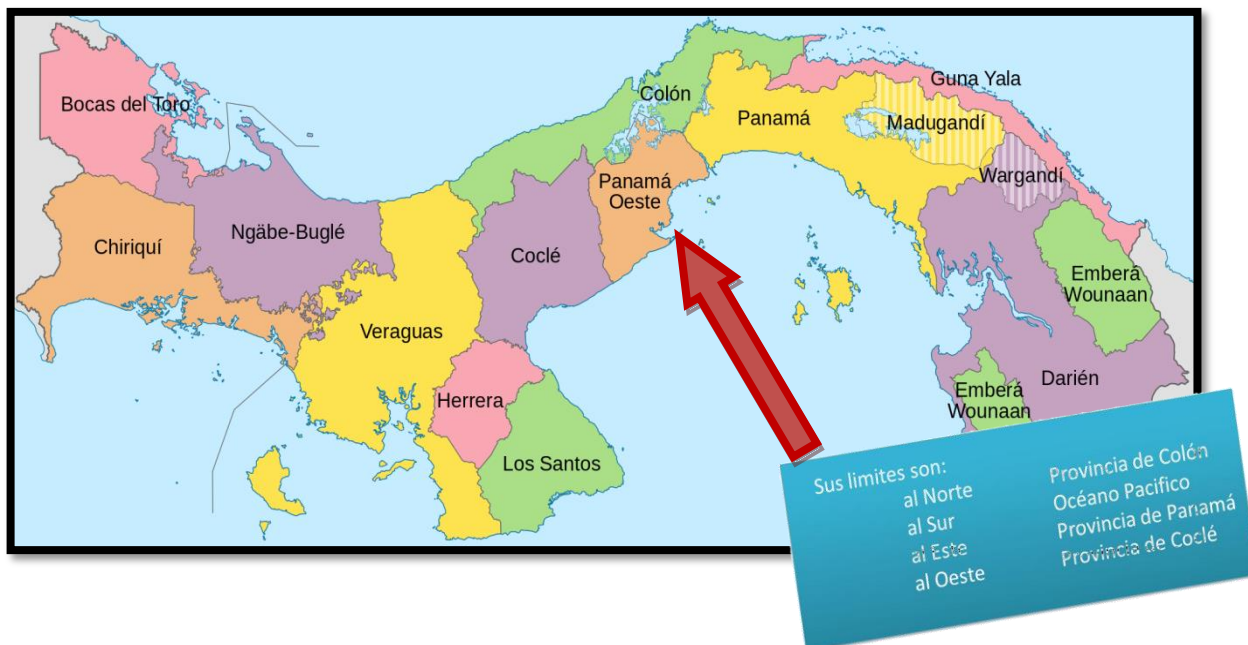 Guna Yala
Bocas del Toro
Colón
Panamá
Madugandí
Wargandí
Panamá
Oeste
Ngäbe-Buglé
Chiriquí
Coclé
Emberá
Wounaan
Veraguas
Darién
Herrera
Emberá
Wounaan
Los Santos
Sus limites son:
al Norte Provincia de Colón
al Sur Océano Pacifico
al Este Provincia de Panamá
al Oeste Provincia de Coclé